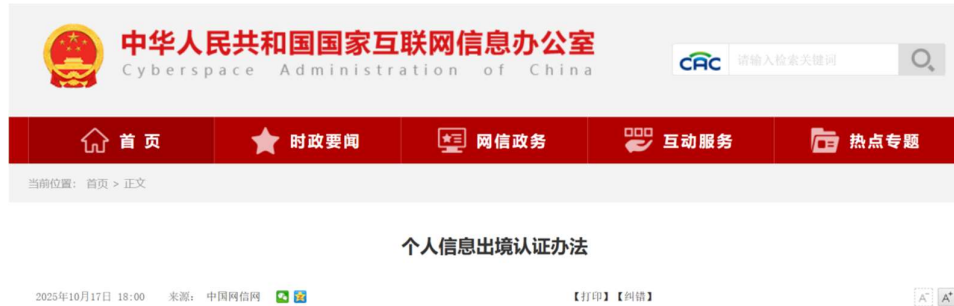 中华人民共和国国家互联网信息办公室
Cyberspace Administration of China
CAC 请输入检索关键词
首 页 时政要闻 网信政务 互动服务 热点专题
当前位置： 首页 > 正文
个人信息出境认证办法
2025年10月17日 18:00 来源： 中国网信网 【打印】【纠错】 A- A+